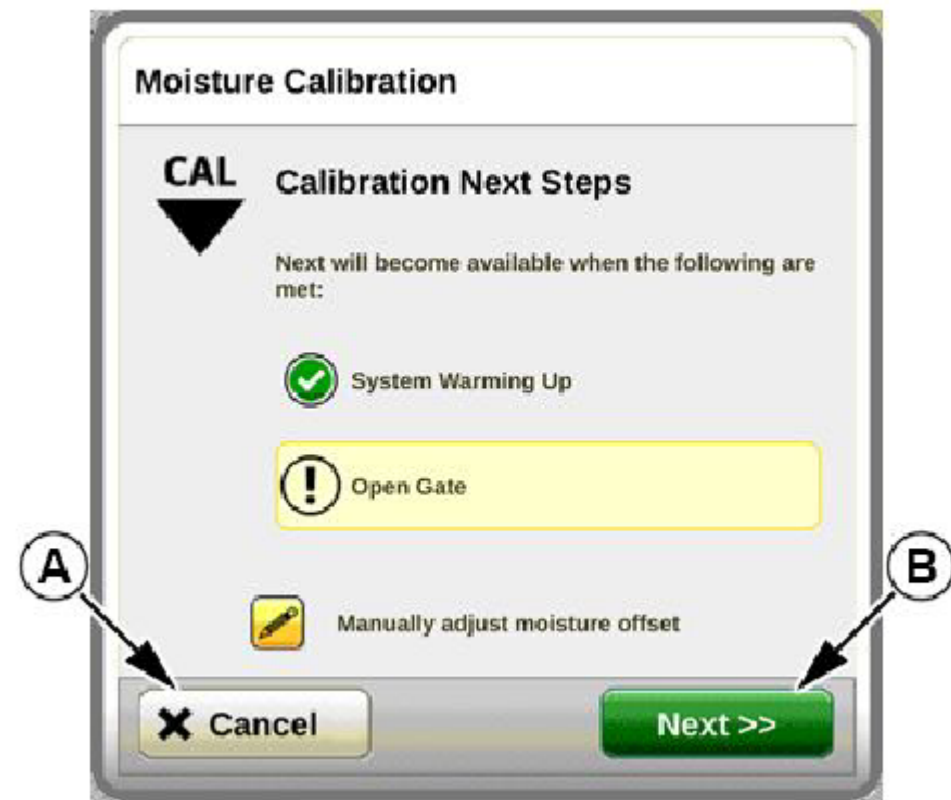 Moisture Calibration
CAL
Calibration Next Steps
Next will become available when the following are
met:
System Warming Up
! Open Gate
Manually adjust moisture offset
A
B
Cancel
Next >>